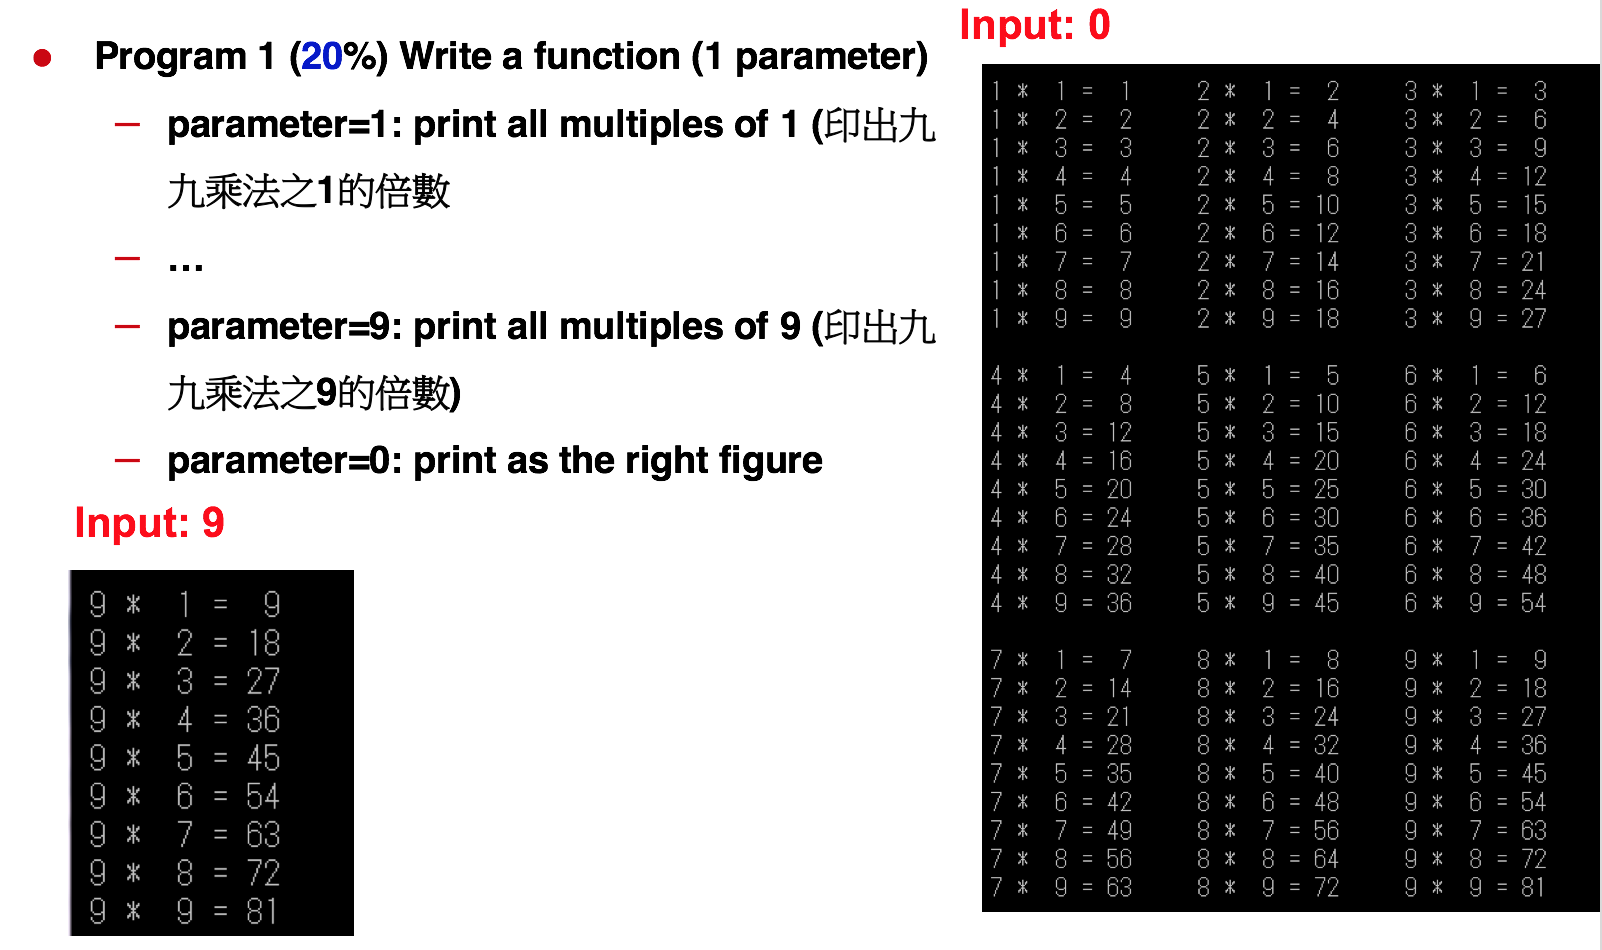 ● Program 1 (20%) Write a function (1 parameter)
– parameter=1: print all multiples of 1 (印出九
九乘法之1的倍數
– ...
– parameter=9: print all multiples of 9 (印出九
九乘法之9的倍數)
– parameter=0: print as the right figure
Input: 9
9 *  1 =  9
9 *  2 = 18
9 *  3 = 27
9 *  4 = 36
9 *  5 = 45
9 *  6 = 54
9 *  7 = 63
9 *  8 = 72
9 *  9 = 81
Input: 0
1 *  1 =  1     2 *  1 =  2     3 *  1 =  3
1 *  2 =  2     2 *  2 =  4     3 *  2 =  6
1 *  3 =  3     2 *  3 =  6     3 *  3 =  9
1 *  4 =  4     2 *  4 =  8     3 *  4 = 12
1 *  5 =  5     2 *  5 = 10     3 *  5 = 15
1 *  6 =  6     2 *  6 = 12     3 *  6 = 18
1 *  7 =  7     2 *  7 = 14     3 *  7 = 21
1 *  8 =  8     2 *  8 = 16     3 *  8 = 24
1 *  9 =  9     2 *  9 = 18     3 *  9 = 27
4 *  1 =  4     5 *  1 =  5     6 *  1 =  6
4 *  2 =  8     5 *  2 = 10     6 *  2 = 12
4 *  3 = 12     5 *  3 = 15     6 *  3 = 18
4 *  4 = 16     5 *  4 = 20     6 *  4 = 24
4 *  5 = 20     5 *  5 = 25     6 *  5 = 30
4 *  6 = 24     5 *  6 = 30     6 *  6 = 36
4 *  7 = 28     5 *  7 = 35     6 *  7 = 42
4 *  8 = 32     5 *  8 = 40     6 *  8 = 48
4 *  9 = 36     5 *  9 = 45     6 *  9 = 54
7 *  1 =  7     8 *  1 =  8     9 *  1 =  9
7 *  2 = 14     8 *  2 = 16     9 *  2 = 18
7 *  3 = 21     8 *  3 = 24     9 *  3 = 27
7 *  4 = 28     8 *  4 = 32     9 *  4 = 36
7 *  5 = 35     8 *  5 = 40     9 *  5 = 45
7 *  6 = 42     8 *  6 = 48     9 *  6 = 54
7 *  7 = 49     8 *  7 = 56     9 *  7 = 63
7 *  8 = 56     8 *  8 = 64     9 *  8 = 72
7 *  9 = 63     8 *  9 = 72     9 *  9 = 81